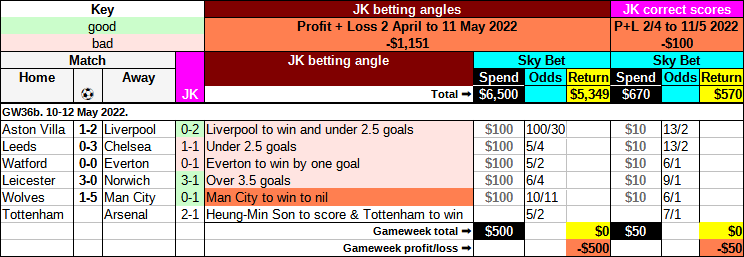 Key JK betting angles JK correct scores
good Profit + Loss 2 April to 11 May 2022 P+L 2/4 to 11/5 2022
bad -$1,151 -$100
Match JK betting angle Sky Bet Sky Bet
Home Away JK Spend Odds Return Spend Odds Return
Total ➡ $6,500 $5,349 $670 $570
GW36b. 10-12 May 2022.
Aston Villa 1-2 Liverpool 0-2 Liverpool to win and under 2.5 goals $100 100/30 $10 13/2
Leeds 0-3 Chelsea 1-1 Under 2.5 goals $100 5/4 $10 13/2
Watford 0-0 Everton 0-1 Everton to win by one goal $100 5/2 $10 6/1
Leicester 3-0 Norwich 3-1 Over 3.5 goals $100 6/4 $10 9/1
Wolves 1-5 Man City 0-1 Man City to win to nil $100 10/11 $10 6/1
Tottenham Arsenal 2-1 Heung-Min Son to score & Tottenham to win 5/2 7/1
Gameweek total ➡ $500 $0 $50 $0
Gameweek profit/loss ➡ -$500 -$50